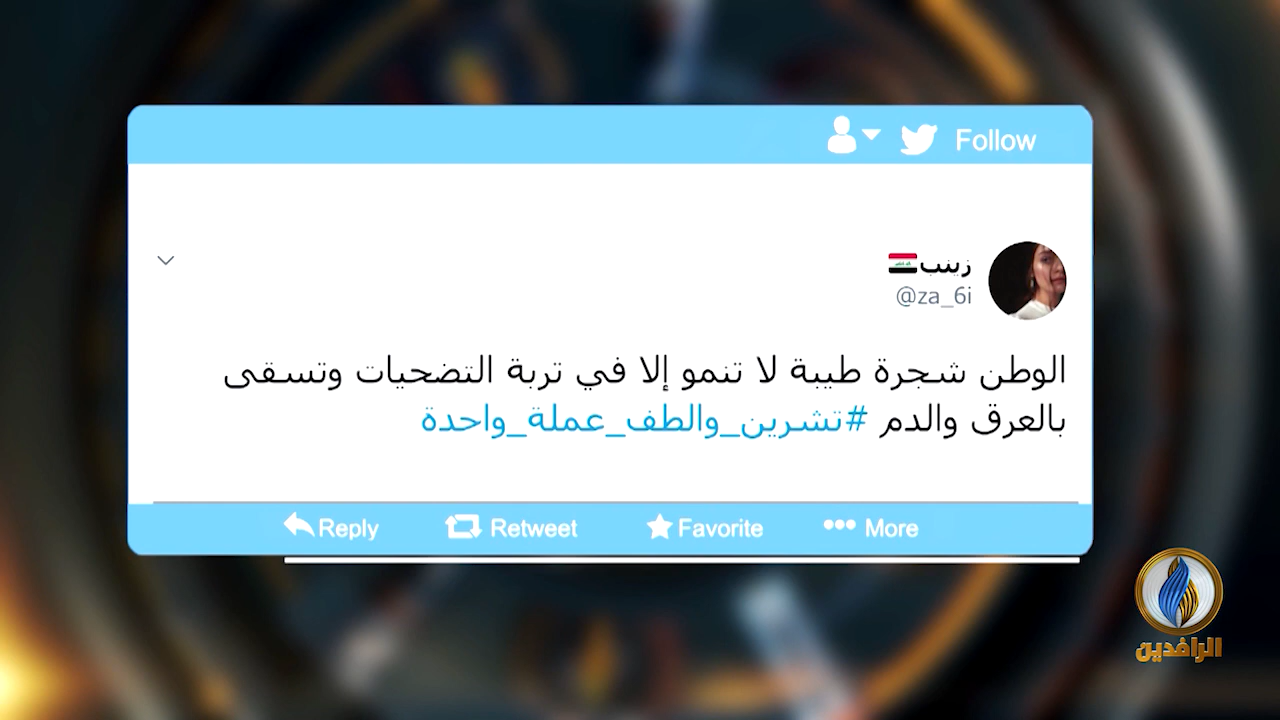 Follow
زينب
@za_6i
الوطن شجرة طيبة لا تنمو إلا في تربة التضحيات وتسقى
بالعرق والدم #تشرين_والطف_عملة_واحدة
Reply Retweet Favorite More
الرافدين